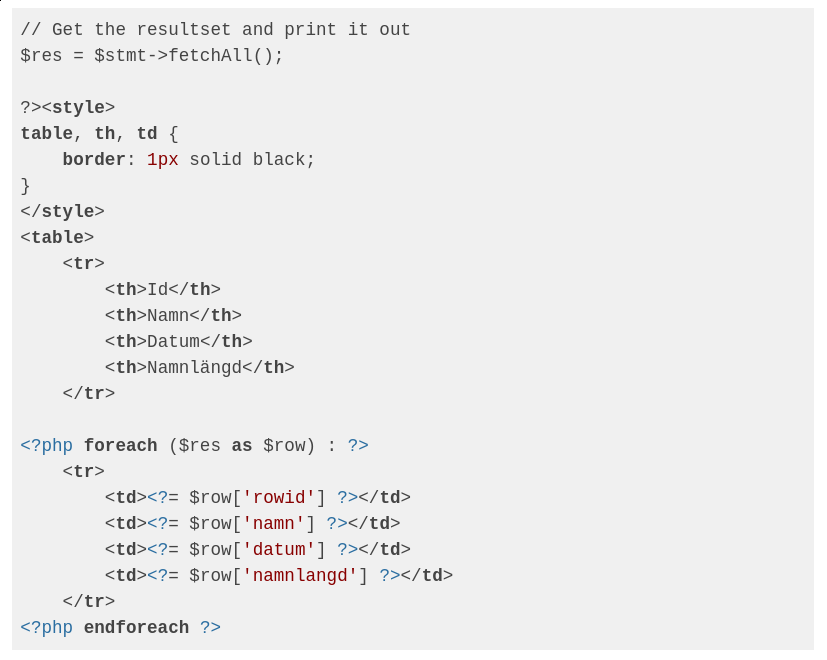 // Get the resultset and print it out
$res = $stmt->fetchAll();
?><style>
table, th, td {
    border: 1px solid black;
}
</style>
<table>
    <tr>
        <th>Id</th>
        <th>Namn</th>
        <th>Datum</th>
        <th>Namnlängd</th>
    </tr>
<?php foreach ($res as $row) : ?>
    <tr>
        <td><?= $row['rowid'] ?></td>
        <td><?= $row['namn'] ?></td>
        <td><?= $row['datum'] ?></td>
        <td><?= $row['namnlangd'] ?></td>
    </tr>
<?php endforeach ?>